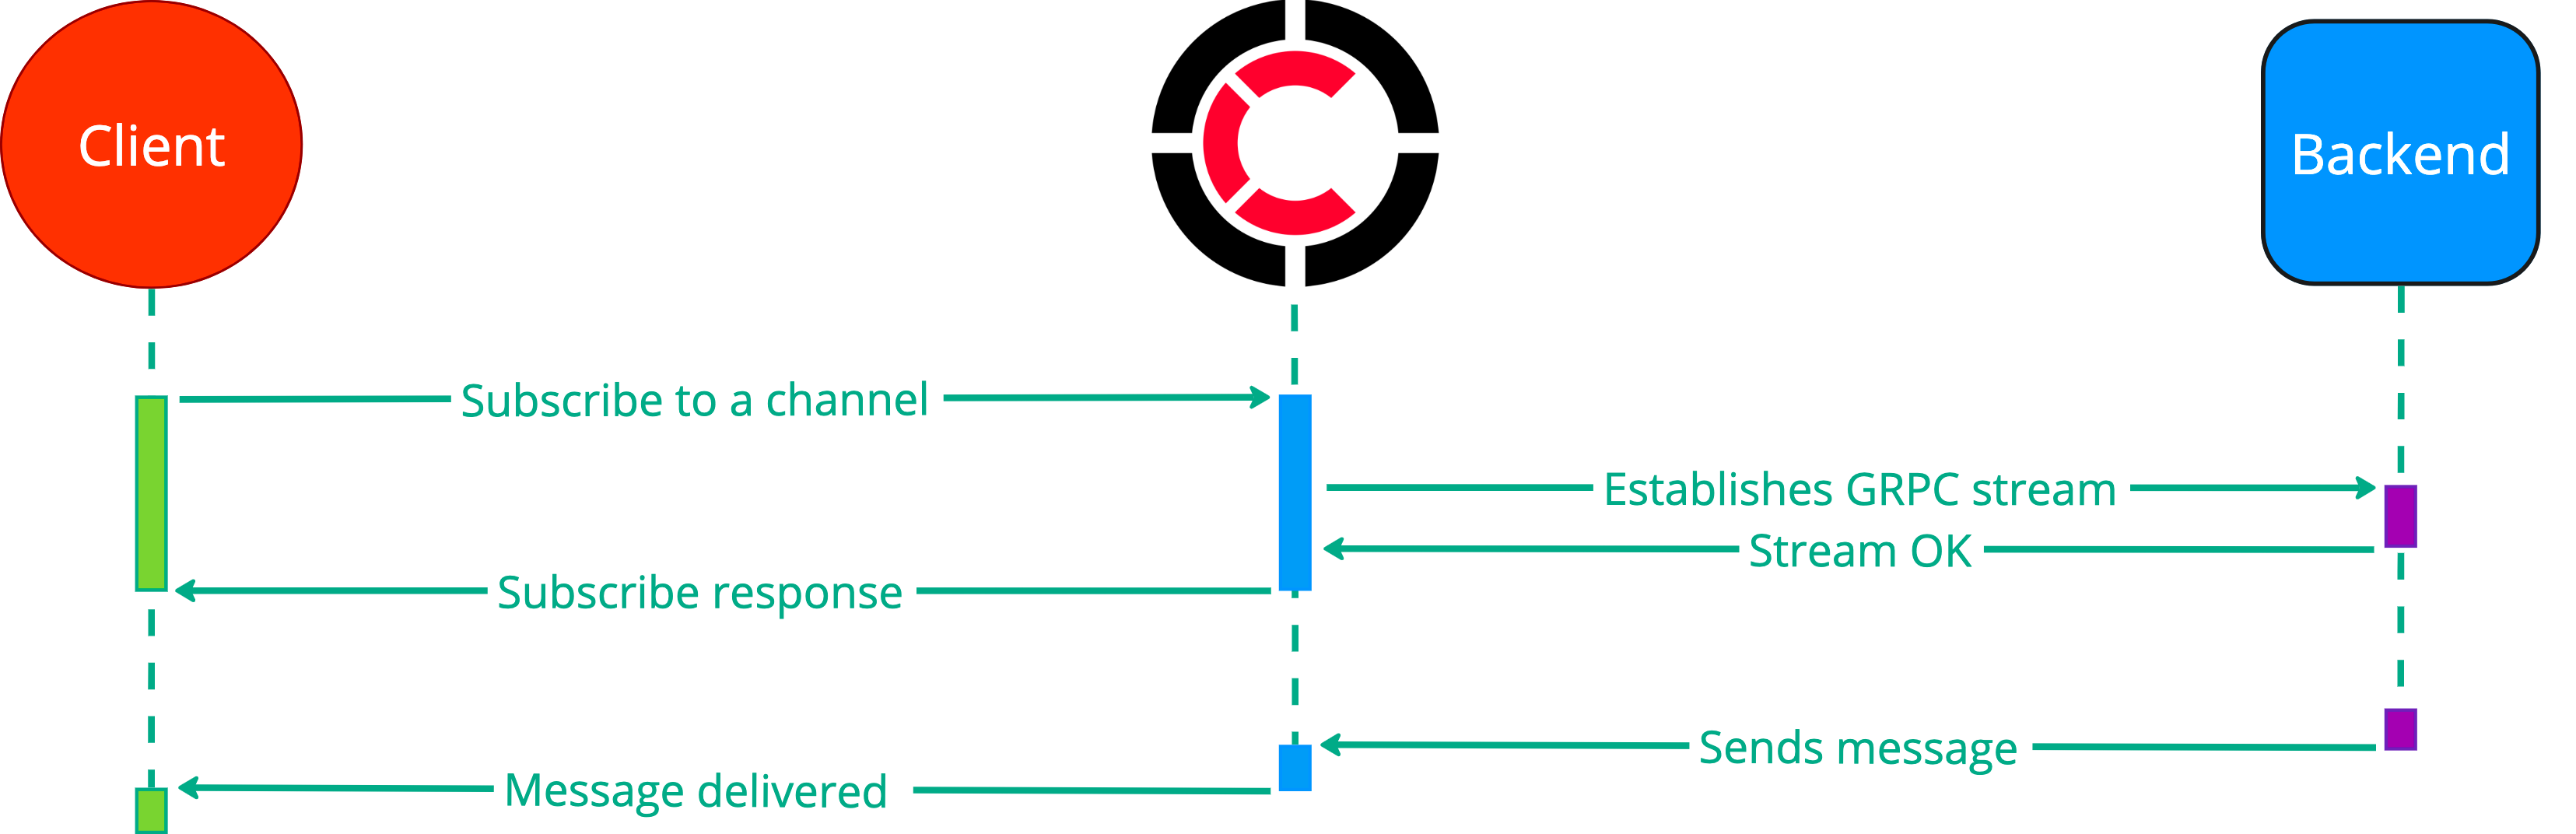 Client
Backend
Subscribe to a channel
Establishes GRPC stream
Stream OK
Subscribe response
Sends message
Message delivered